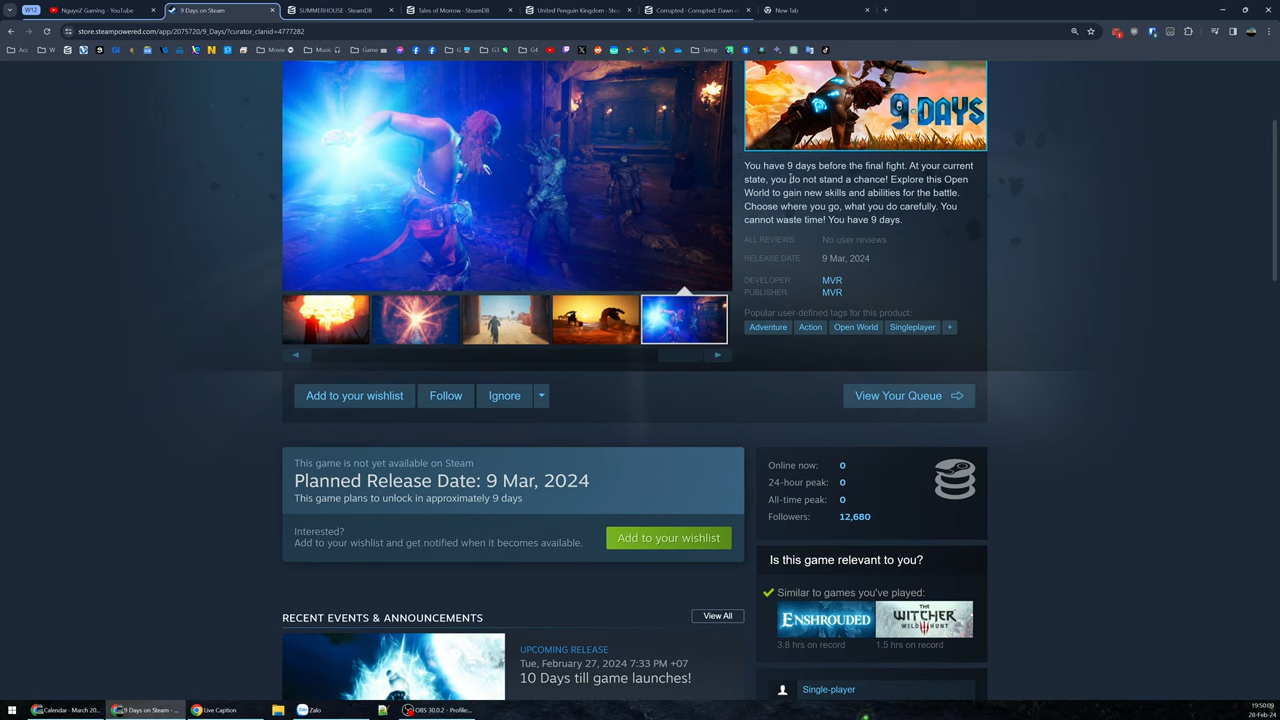 W12
NguyeZ Gaming - YouTube
9 Days on Steam
SUMMERHOUSE - SteamDB
Tales of Morrow - SteamDB
United Penguin Kingdom - Stea
Corrupted - Corrupted; Dawn o
New Tab
store.steampowered.com/app/2075720/9_Days/?curator_clanid=4777282
Acc
W
Gi
Movie
Music
Game
G
G3
G4
Temp
9 DAYS
You have 9 days before the final fight. At your current
state, you do not stand a chance! Explore this Open
World to gain new skills and abilities for the battle.
Choose where you go, what you do carefully. You
cannot waste time! You have 9 days.
ALL REVIEWS: No user reviews
RELEASE DATE: 9 Mar, 2024
DEVELOPER: MVR
PUBLISHER: MVR
Popular user-defined tags for this product:
Adventure Action Open World Singleplayer +
Add to your wishlist Follow Ignore View Your Queue
This game is not yet available on Steam
Planned Release Date: 9 Mar, 2024
This game plans to unlock in approximately 9 days
Interested?
Add to your wishlist and get notified when it becomes available.
Add to your wishlist
Online now: 0
24-hour peak: 0
All-time peak: 0
Followers: 12,680
Is this game relevant to you?
Similar to games you've played:
ENSHROUDED
THE WITCHER WILD HUNT
3.8 hrs on record 1.5 hrs on record
Single-player
RECENT EVENTS & ANNOUNCEMENTS View All
UPCOMING RELEASE
Tue, February 27, 2024 7:33 PM +07
10 Days till game launches!
Calendar - March 20...
9 Days on Steam -...
Live Caption
Zalo
OBS 30.0.2 - Profile:...
19:50:09
28-Feb-24